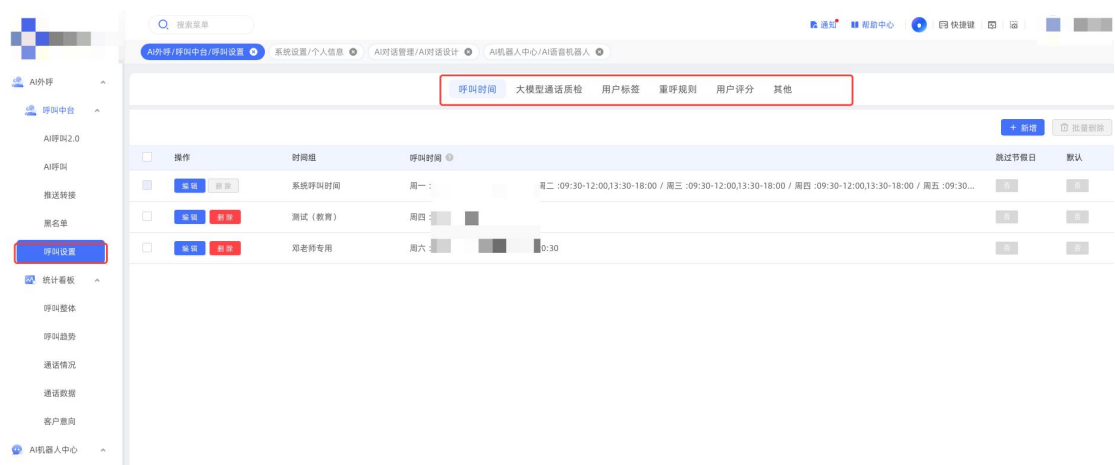 搜索菜单
通知 帮助中心 快捷键
AI外呼/呼叫中台/呼叫设置 系统设置/个人信息 AI对话管理/AI对话设计 AI机器人中心/AI语音机器人
AI外呼
呼叫中台
AI呼叫2.0
AI呼叫
推送转接
黑名单
呼叫设置
统计看板
呼叫整体
呼叫趋势
通话情况
通话数据
客户意向
AI机器人中心
呼叫时间 大模型通话质检 用户标签 重呼规则 用户评分 其他
+ 新增 批量删除
操作 时间组 呼叫时间 跳过节假日 默认
编辑 删除 系统呼叫时间 周一 : 周二 :09:30-12:00,13:30-18:00 / 周三 :09:30-12:00,13:30-18:00 / 周四 :09:30-12:00,13:30-18:00 / 周五 :09:30... 否 否
编辑 删除 测试（教育） 周四 : 否 否
编辑 删除 邓老师专用 周六 : 0:30 否 否